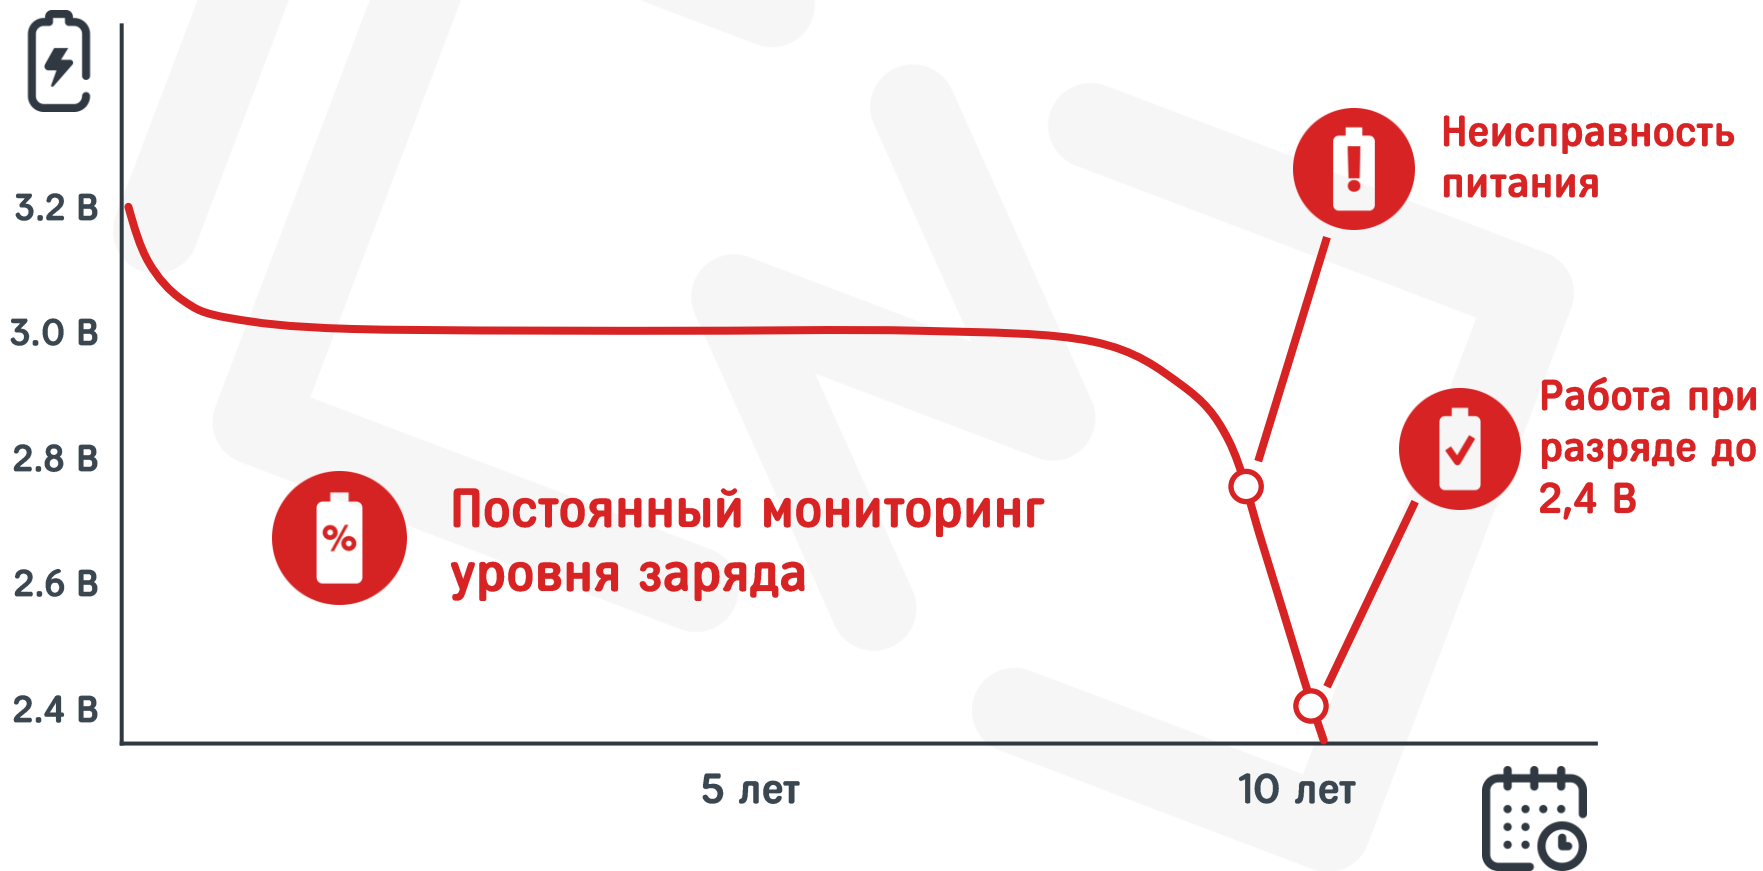 Неисправность
питания
3.2 В
3.0 В
Работа при
разряде до
2,4 В
2.8 В
%
Постоянный мониторинг
уровня заряда
2.6 В
2.4 В
5 лет
10 лет